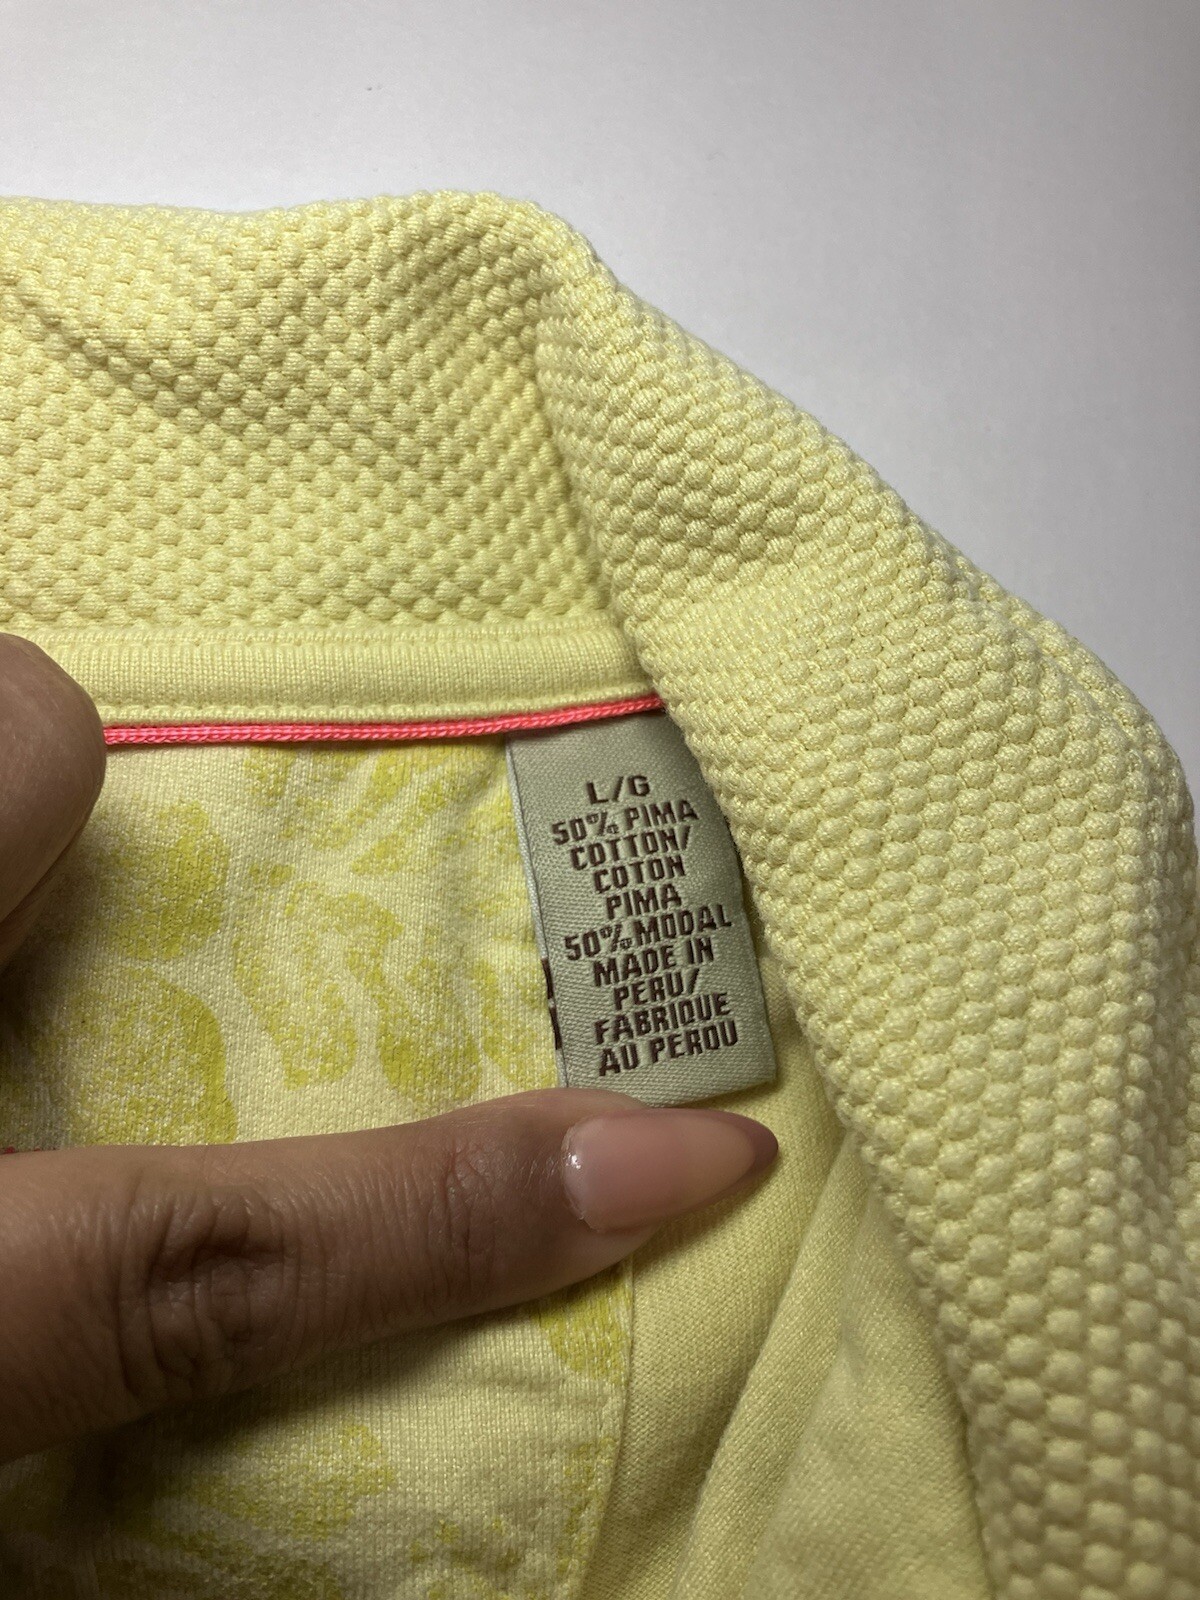 L/G
50% PIMA
COTTON/
COTON
PIMA
50% MODAL
MADE IN
PERU/
FABRIQUE
AU PEROU